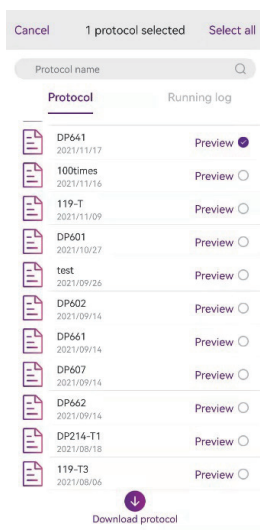 Cancel 1 protocol selected Select all
Protocol name
Protocol Running log
DP641 Preview
2021/11/17
100times Preview
2021/11/16
119-T Preview
2021/11/09
DP601 Preview
2021/10/27
test Preview
2021/09/26
DP602 Preview
2021/09/14
DP661 Preview
2021/09/14
DP607 Preview
2021/09/14
DP662 Preview
2021/09/14
DP214-T1 Preview
2021/08/18
119-T3 Preview
2021/08/06
Download protocol